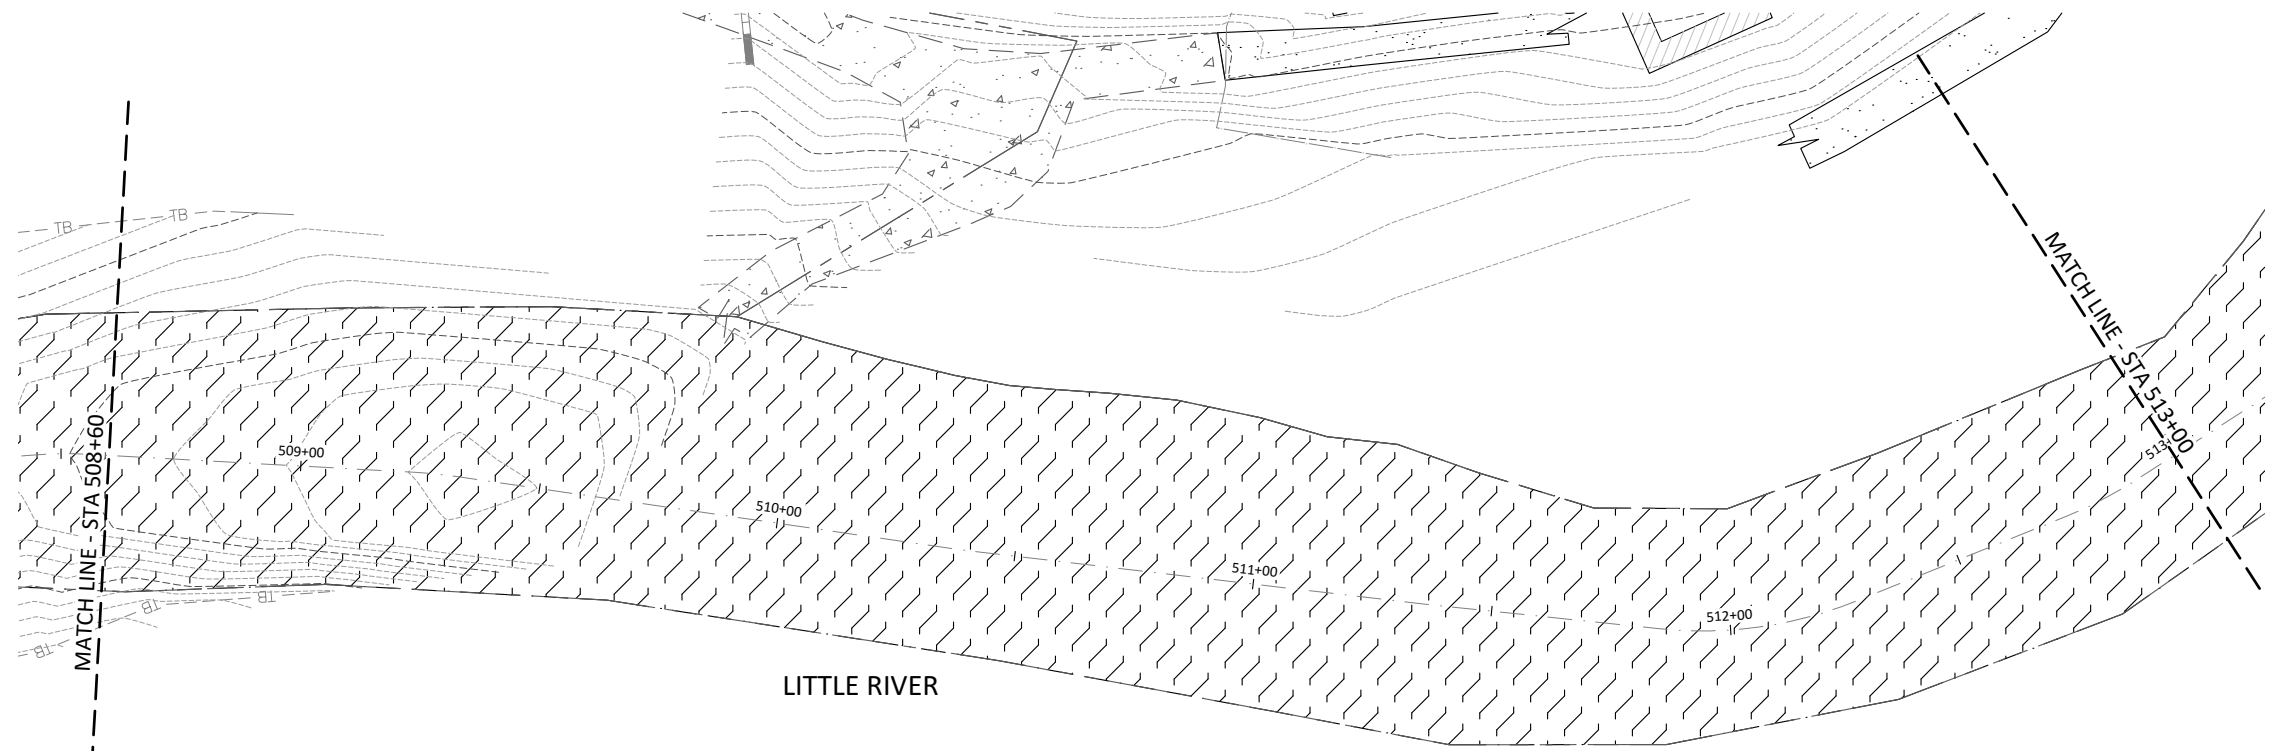 TB
TB
MATCH LINE - STA 508+60
509+00
510+00
511+00
512+00
513+
MATCH LINE - STA 513+00
TB
TB
TB
LITTLE RIVER